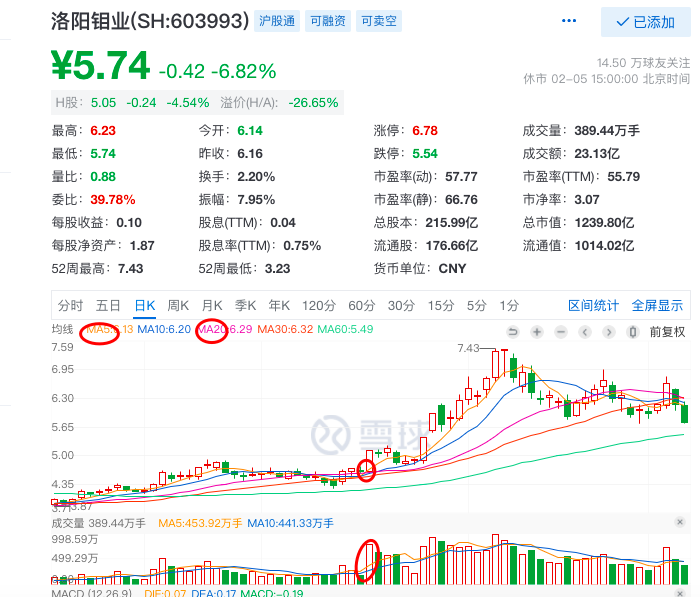 洛阳钼业(SH:603993) 沪股通 可融资 可卖空 ••• 已添加
¥5.74 -0.42 -6.82%
14.50 万球友关注
休市 02-05 15:00:00 北京时间
H股: 5.05 -0.24 -4.54% 溢价(H/A): -26.65%
最高: 6.23 今开: 6.14 涨停: 6.78 成交量: 389.44万手
最低: 5.74 昨收: 6.16 跌停: 5.54 成交额: 23.13亿
量比: 0.88 换手: 2.20% 市盈率(动): 57.77 市盈率(TTM): 55.79
委比: 39.78% 振幅: 7.95% 市盈率(静): 66.76 市净率: 3.07
每股收益: 0.10 股息(TTM): 0.04 总股本: 215.99亿 总市值: 1239.80亿
每股净资产: 1.87 股息率(TTM): 0.75% 流通股: 176.66亿 流通值: 1014.02亿
52周最高: 7.43 52周最低: 3.23 货币单位: CNY
分时 五日 日K 周K 月K 季K 年K 120分 60分 30分 15分 5分 1分 区间统计 全屏显示
均线 MA5:6.13 MA10:6.20 MA20:6.29 MA30:6.32 MA60:5.49 前复权
7.59
7.43
6.95
6.30
5.65
雪球
5.00
4.35
3.87
成交量 389.44万手 MA5:453.92万手 MA10:441.33万手
998.59万
499.29万
MACD (12,26,9) DIF:0.07 DEA:0.17 MACD:-0.19